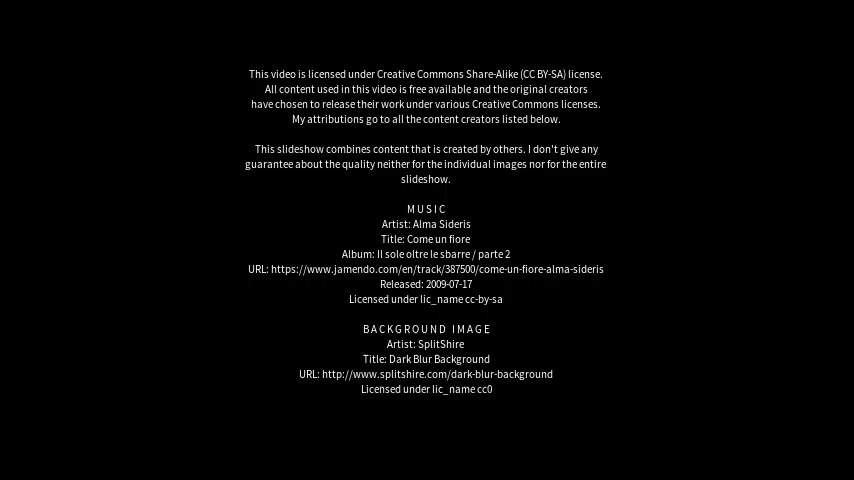 This video is licensed under Creative Commons Share-Alike (CC BY-SA) license.
All content used in this video is free available and the original creators
have chosen to release their work under various Creative Commons licenses.
My attributions go to all the content creators listed below.
This slideshow combines content that is created by others. I don't give any
guarantee about the quality neither for the individual images nor for the entire
slideshow.
MUSIC
Artist: Alma Sideris
Title: Come un fiore
Album: Il sole oltre le sbarre / parte 2
URL: https://www.jamendo.com/en/track/387500/come-un-fiore-alma-sideris
Released: 2009-07-17
Licensed under lic_name cc-by-sa
BACKGROUND IMAGE
Artist: SplitShire
Title: Dark Blur Background
URL: http://www.splitshire.com/dark-blur-background
Licensed under lic_name cc0